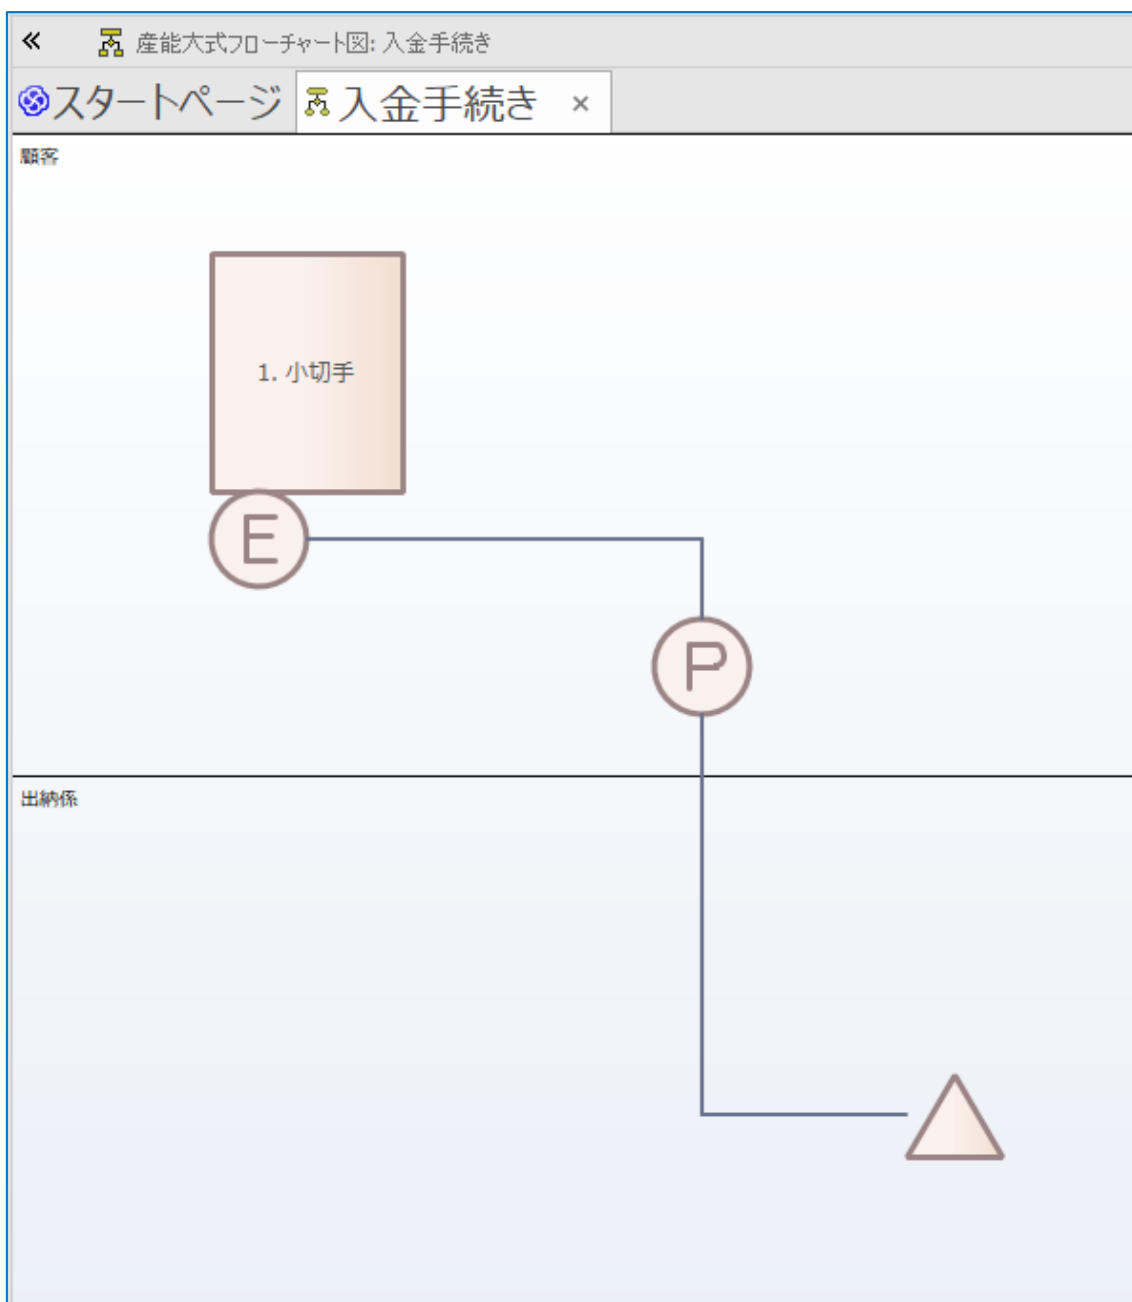 « 産能大式フローチャート図: 入金手続き
スタートページ 入金手続き ×
顧客
1. 小切手
E
P
出納係